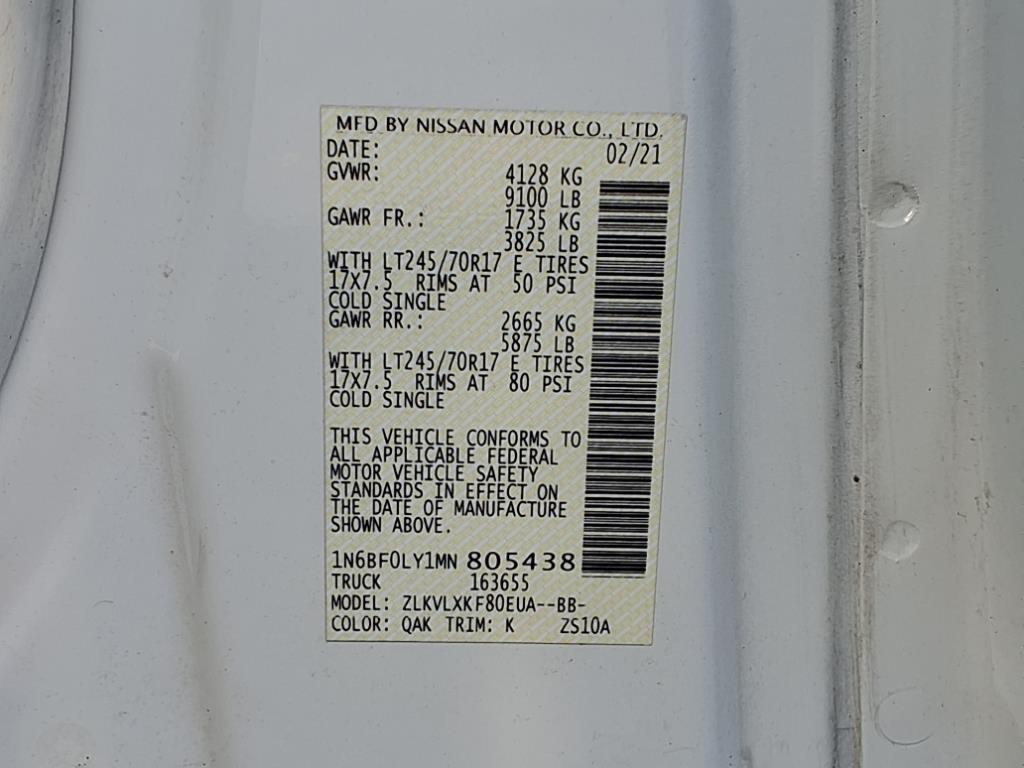 MFD BY NISSAN MOTOR CO., LTD.
DATE: 02/21
GVWR: 4128 KG
9100 LB
GAWR FR.: 1735 KG
3825 LB
WITH LT245/70R17 E TIRES
17X7.5 RIMS AT 50 PSI
COLD SINGLE
GAWR RR.: 2665 KG
5875 LB
WITH LT245/70R17 E TIRES
17X7.5 RIMS AT 80 PSI
COLD SINGLE
THIS VEHICLE CONFORMS TO
ALL APPLICABLE FEDERAL
MOTOR VEHICLE SAFETY
STANDARDS IN EFFECT ON
THE DATE OF MANUFACTURE
SHOWN ABOVE.
1N6BF0LY1MN 805438
TRUCK 163655
MODEL: ZLKVLXKF80EUA--BB-
COLOR: QAK TRIM: K ZS10A